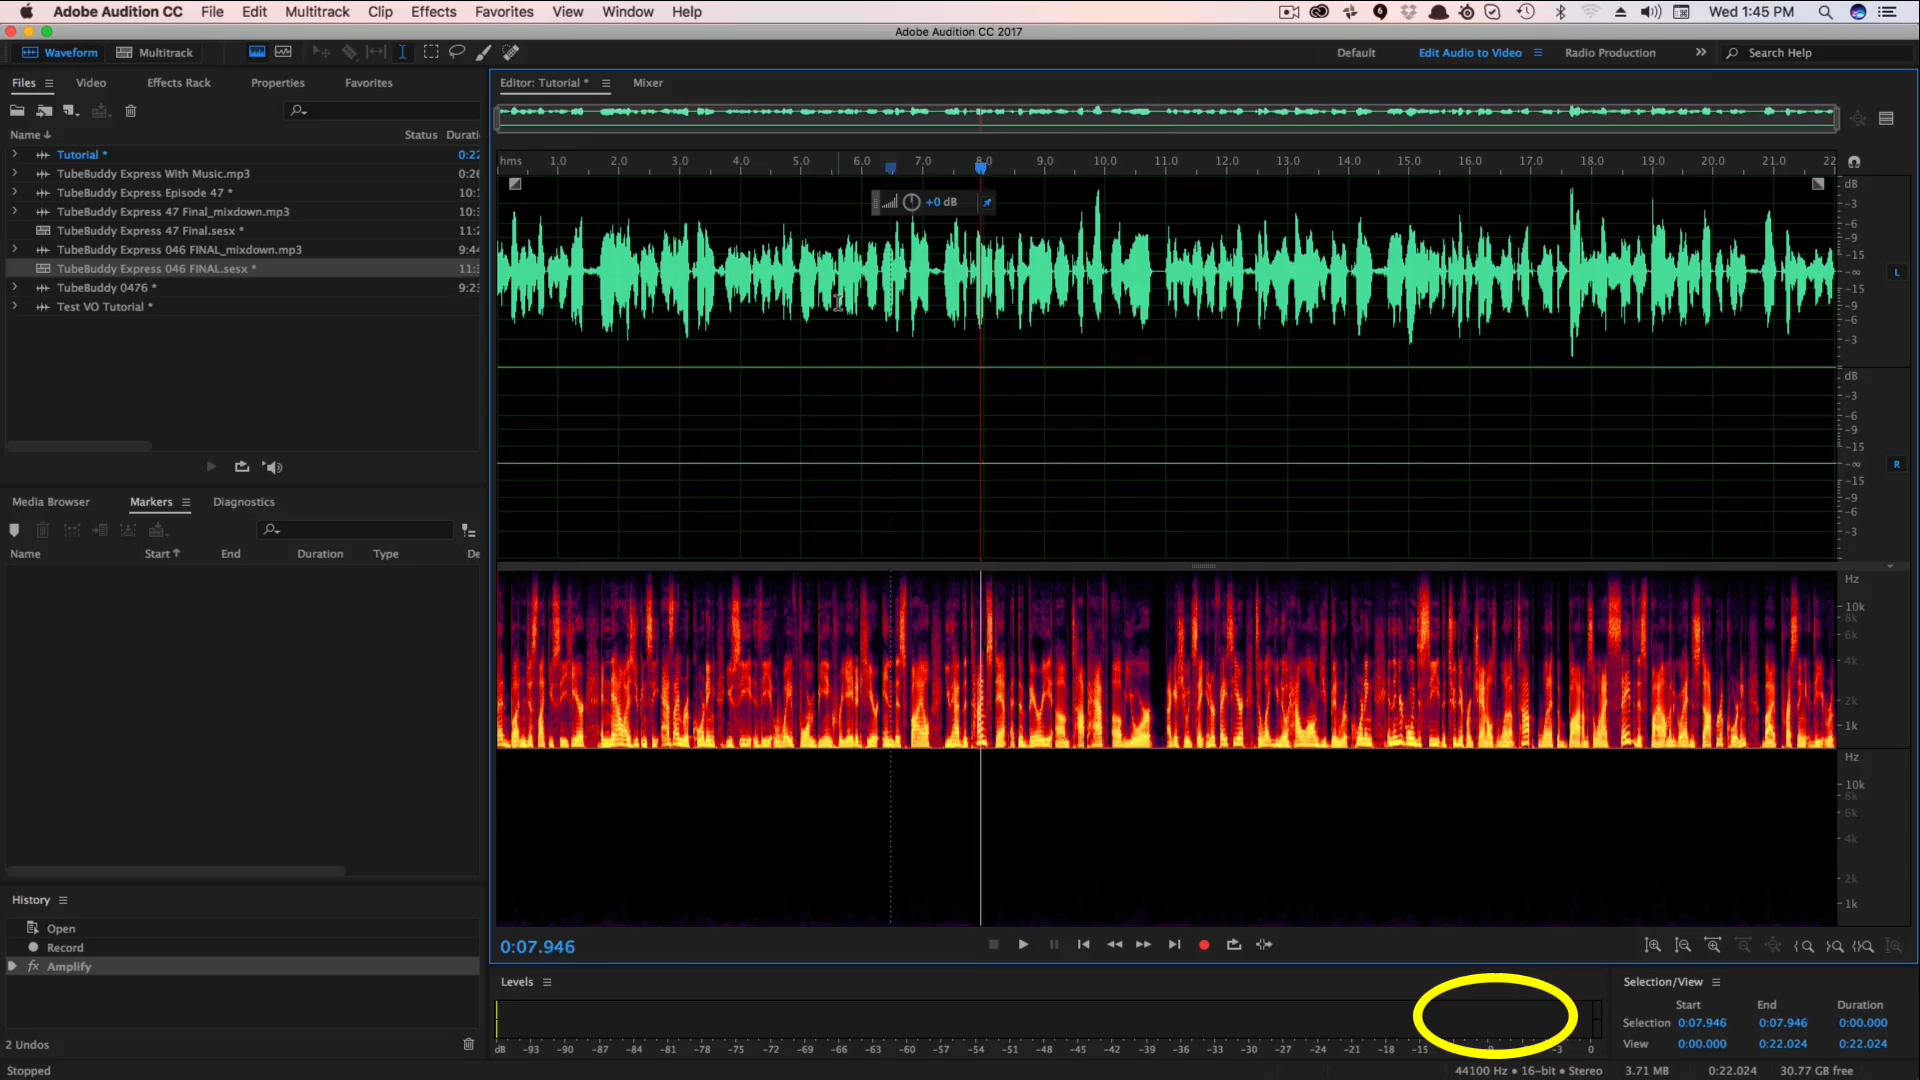 Adobe Audition CC File Edit Multitrack Clip Effects Favorites View Window Help Wed 1:45 PM
Adobe Audition CC 2017
Waveform Multitrack Default Edit Audio to Video Radio Production Search Help
Files Video Effects Rack Properties Favorites
Name Status Durati
Tutorial * 0:22
TubeBuddy Express With Music.mp3 0:26
TubeBuddy Express Episode 47 * 10:
TubeBuddy Express 47 Final_mixdown.mp3 10:
TubeBuddy Express 47 Final.sesx * 11:
TubeBuddy Express 046 FINAL_mixdown.mp3 9:44
TubeBuddy Express 046 FINAL.sesx * 11:
TubeBuddy 0476 * 9:23
Test VO Tutorial *
Media Browser Markers Diagnostics
Name Start End Duration Type De
History
Open
Record
fx Amplify
2 Undos
Stopped
Editor: Tutorial * Mixer
hms 1.0 2.0 3.0 4.0 5.0 6.0 7.0 8.0 9.0 10.0 11.0 12.0 13.0 14.0 15.0 16.0 17.0 18.0 19.0 20.0 21.0 22
+0 dB
dB
-3
-6
-9
-15
-∞ L
-15
-9
-6
-3
dB
-3
-6
-9
-15
-∞ R
-15
-9
-6
-3
Hz
10k
8k
6k
4k
2k
1k
Hz
10k
8k
6k
4k
2k
1k
0:07.946
Levels
dB -93 -90 -87 -84 -81 -78 -75 -72 -69 -66 -63 -60 -57 -54 -51 -48 -45 -42 -39 -36 -33 -30 -27 -24 -21 -18 -15 -9 -3 0
Selection/View
Start End Duration
Selection 0:07.946 0:07.946 0:00.000
View 0:00.000 0:22.024 0:22.024
44100 Hz • 16-bit • Stereo 3.71 MB 0:22.024 30.77 GB free